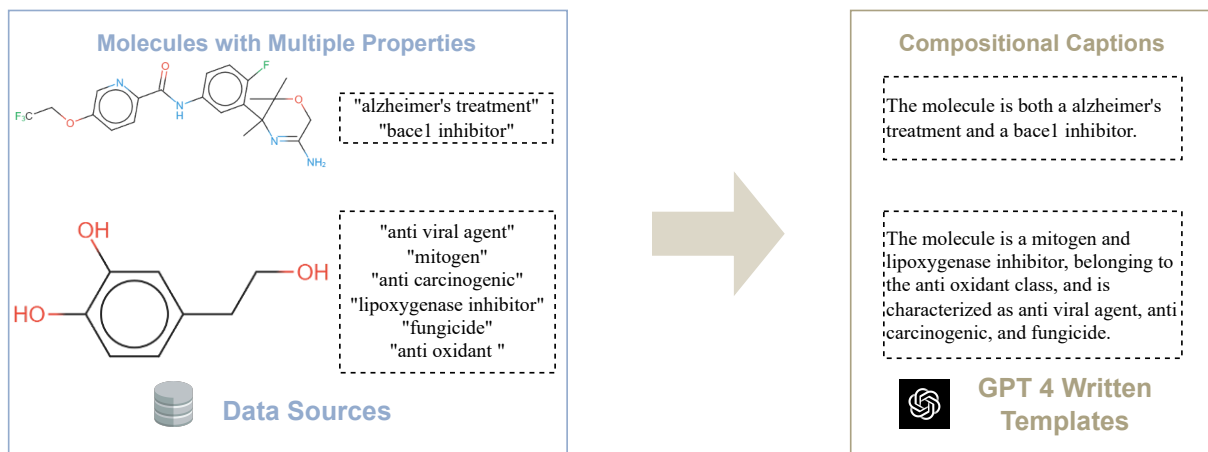 Molecules with Multiple Properties
O
N
F
N
H
O
F₃C
O
N
NH₂
"alzheimer's treatment"
"bace1 inhibitor"
OH
HO
OH
"anti viral agent"
"mitogen"
"anti carcinogenic"
"lipoxygenase inhibitor"
"fungicide"
"anti oxidant "
Data Sources
Compositional Captions
The molecule is both a alzheimer's
treatment and a bace1 inhibitor.
The molecule is a mitogen and
lipoxygenase inhibitor, belonging to
the anti oxidant class, and is
characterized as anti viral agent, anti
carcinogenic, and fungicide.
GPT 4 Written
Templates